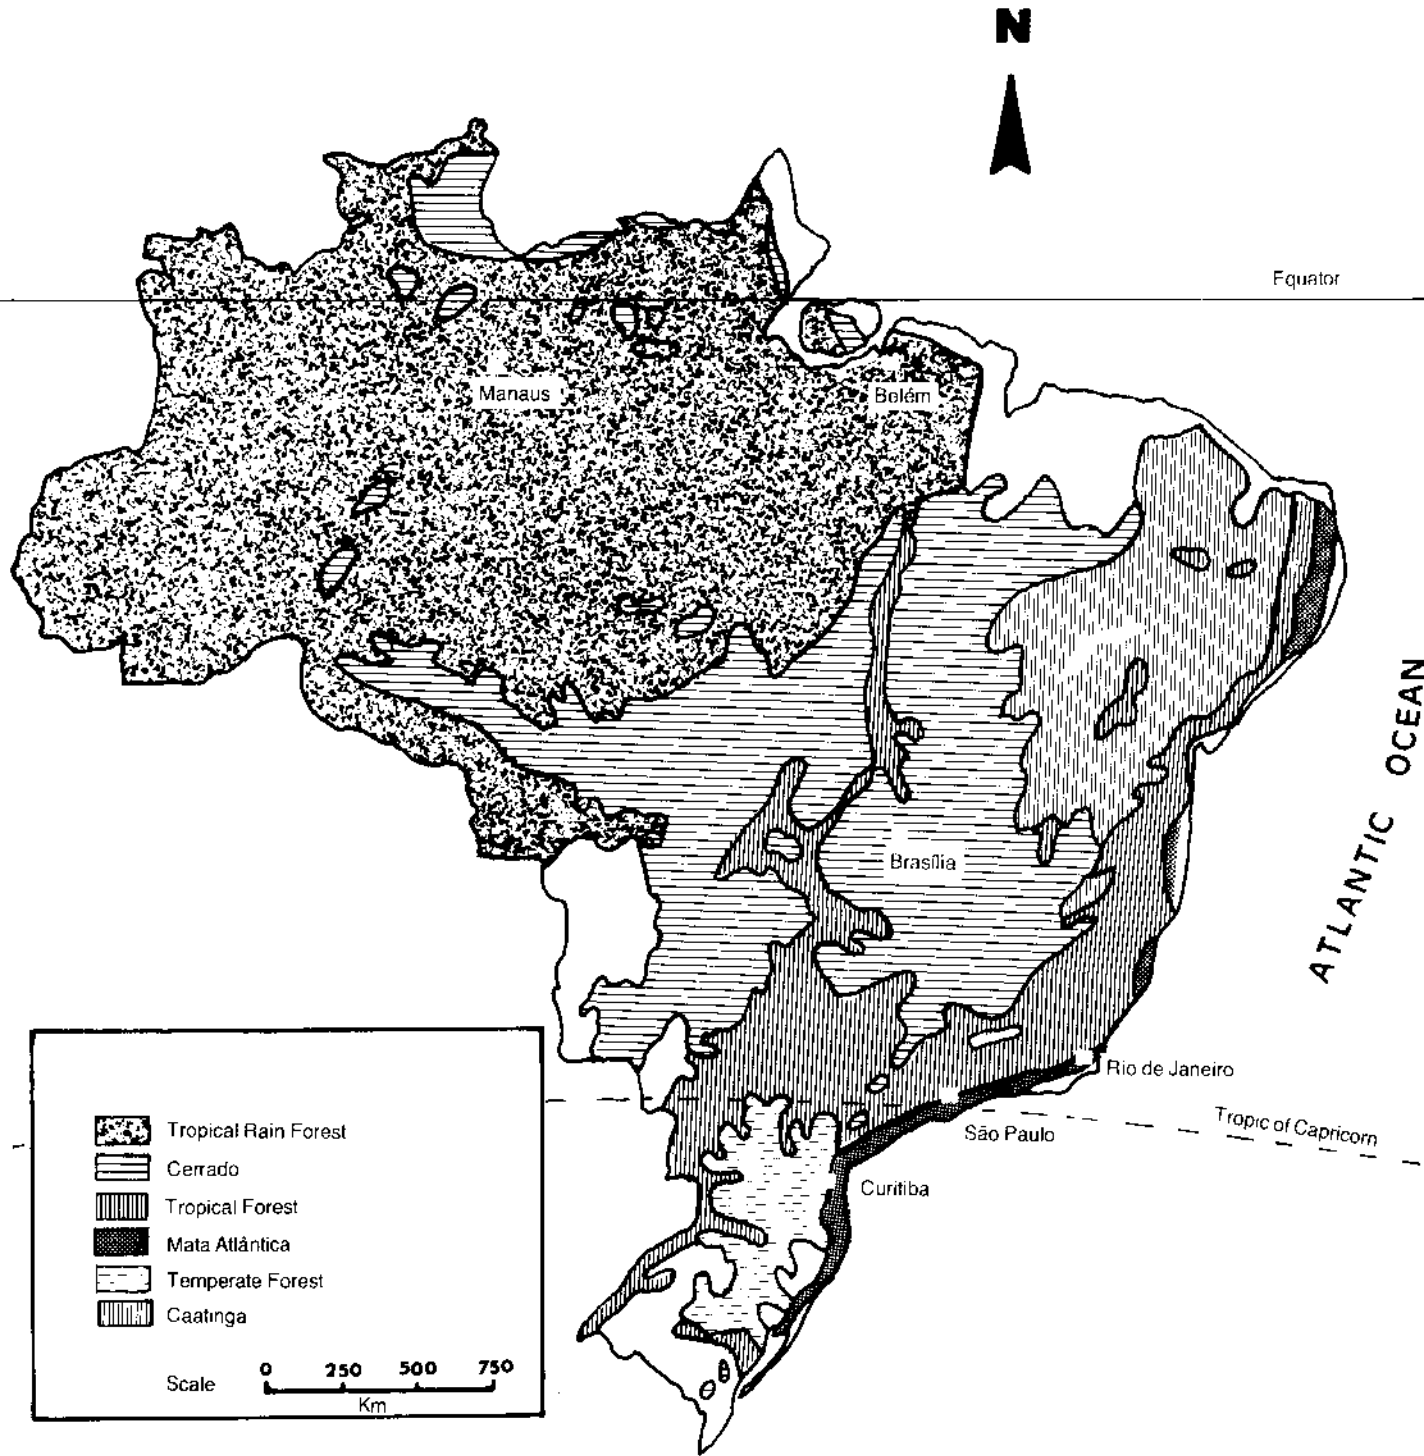 N
Equator
Manaus
Belém
ATLANTIC OCEAN
Brasília
Rio de Janeiro
Tropic of Capricorn
São Paulo
Curitiba
Tropical Rain Forest
Cerrado
Tropical Forest
Mata Atlântica
Temperate Forest
Caatinga
0 250 500 750
Scale
Km